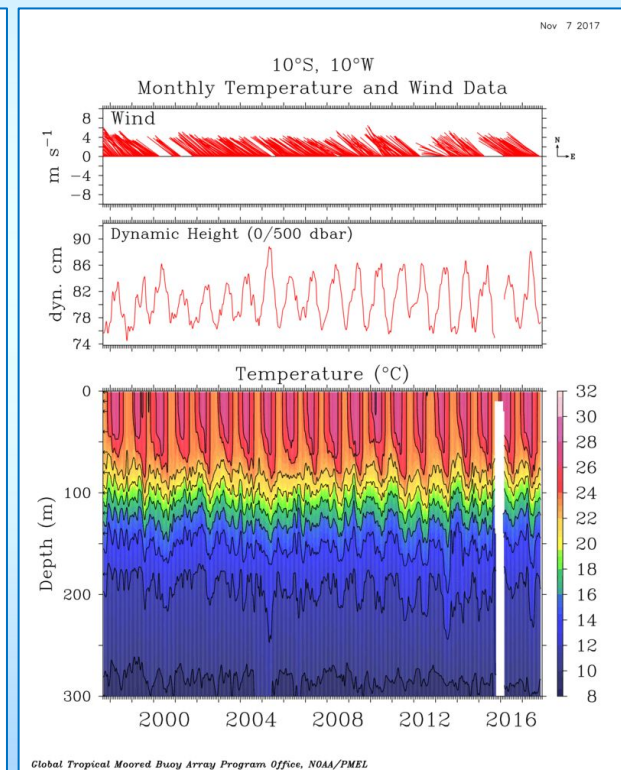 Nov 7 2017
10°S, 10°W
Monthly Temperature and Wind Data
Wind
8
4
0
−4
−8
m s⁻¹
N
E
Dynamic Height (0/500 dbar)
90
86
82
78
74
dyn. cm
Temperature (°C)
0
100
200
300
Depth (m)
32
30
28
26
24
22
20
18
16
14
12
10
8
2000 2004 2008 2012 2016
Global Tropical Moored Buoy Array Program Office, NOAA/PMEL